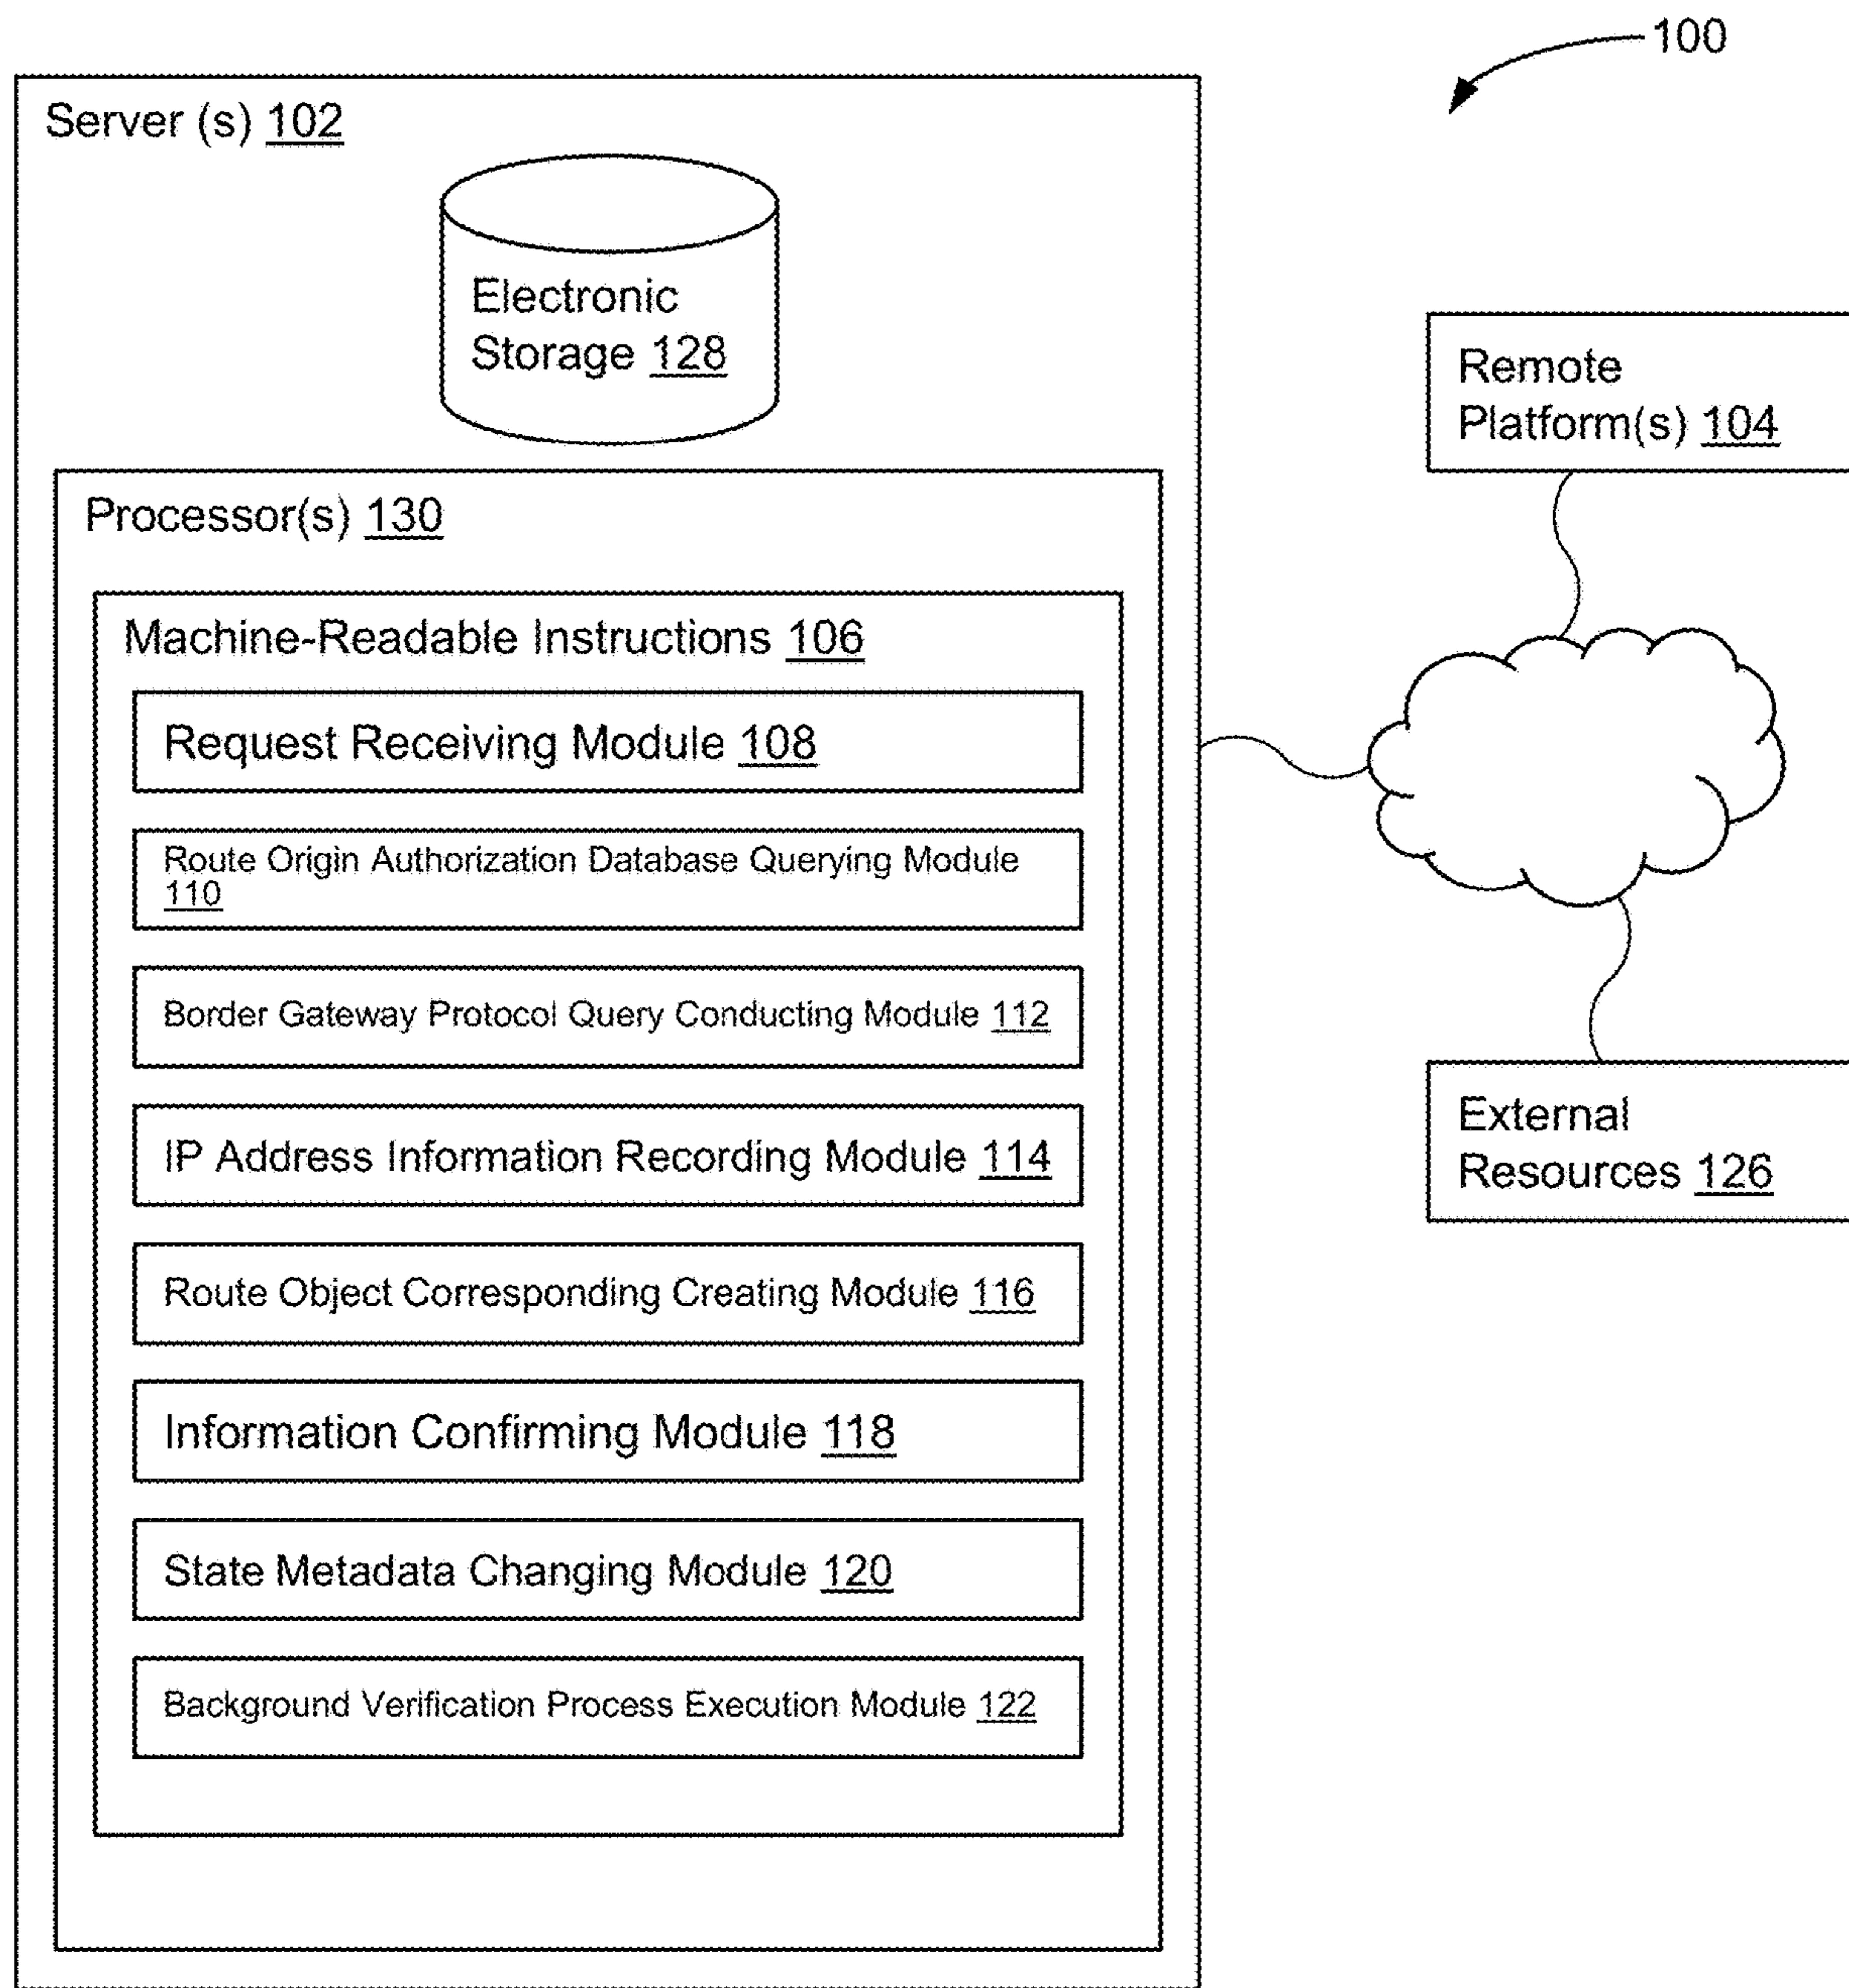 100
Server (s) 102
Electronic
Storage 128
Processor(s) 130
Machine-Readable Instructions 106
Request Receiving Module 108
Route Origin Authorization Database Querying Module
110
Border Gateway Protocol Query Conducting Module 112
IP Address Information Recording Module 114
Route Object Corresponding Creating Module 116
Information Confirming Module 118
State Metadata Changing Module 120
Background Verification Process Execution Module 122
Remote
Platform(s) 104
External
Resources 126